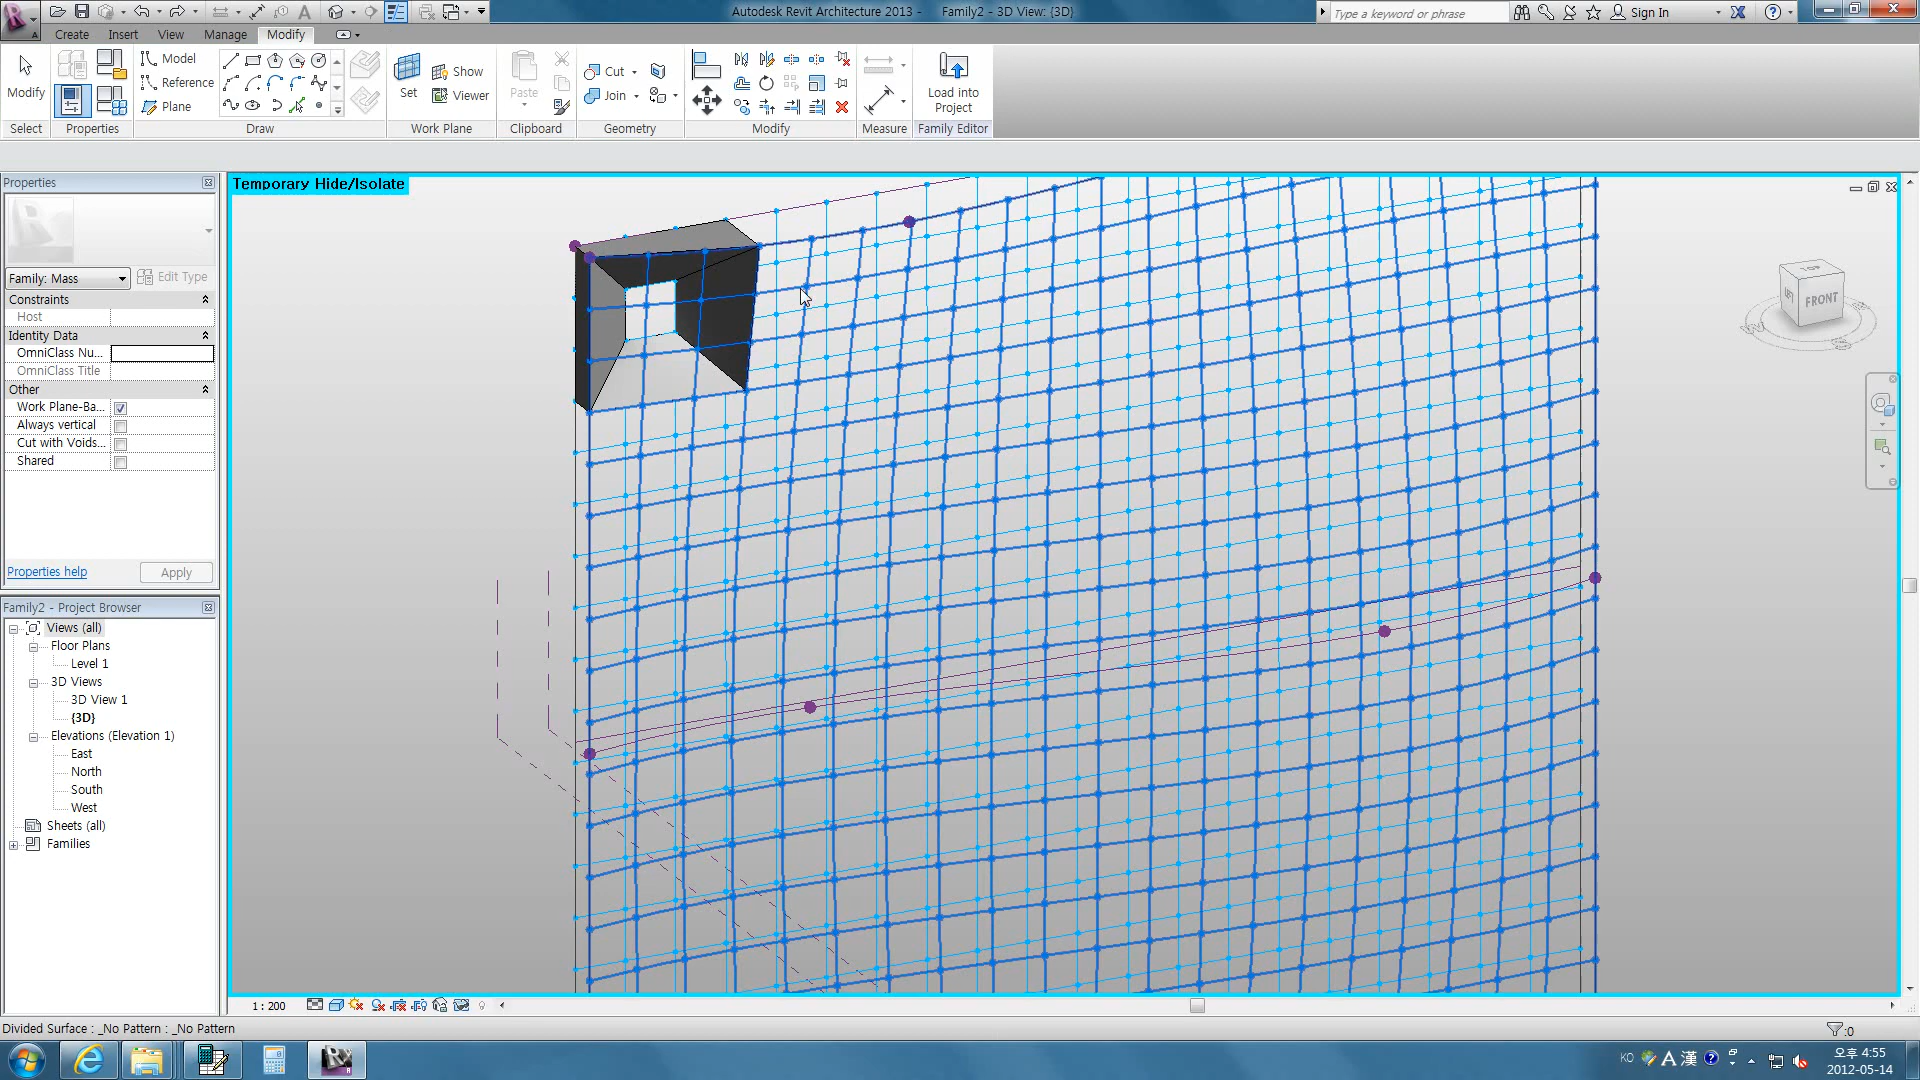 Autodesk Revit Architecture 2013 -     Family2 - 3D View: {3D}
Type a keyword or phrase
Sign In
Create
Insert
View
Manage
Modify
Modify
Model
Reference
Plane
Set
Show
Viewer
Paste
Cut
Join
Load into
Project
Select
Properties
Draw
Work Plane
Clipboard
Geometry
Modify
Measure
Family Editor
Properties
Temporary Hide/Isolate
Family: Mass
Edit Type
Constraints
Host
Identity Data
OmniClass Nu...
OmniClass Title
Other
Work Plane-Ba...
Always vertical
Cut with Voids...
Shared
Properties help
Apply
FRONT
Family2 - Project Browser
Views (all)
Floor Plans
Level 1
3D Views
3D View 1
{3D}
Elevations (Elevation 1)
East
North
South
West
Sheets (all)
Families
1 : 200
Divided Surface : _No Pattern : _No Pattern
:0
KO
A 漢
오후 4:55
2012-05-14